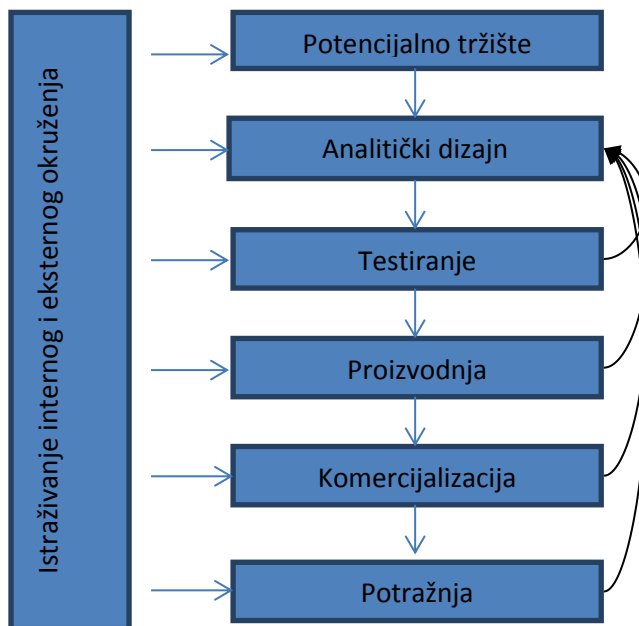 Istraživanje internog i eksternog okruženja
Potencijalno tržište
Analitički dizajn
Testiranje
Proizvodnja
Komercijalizacija
Potražnja